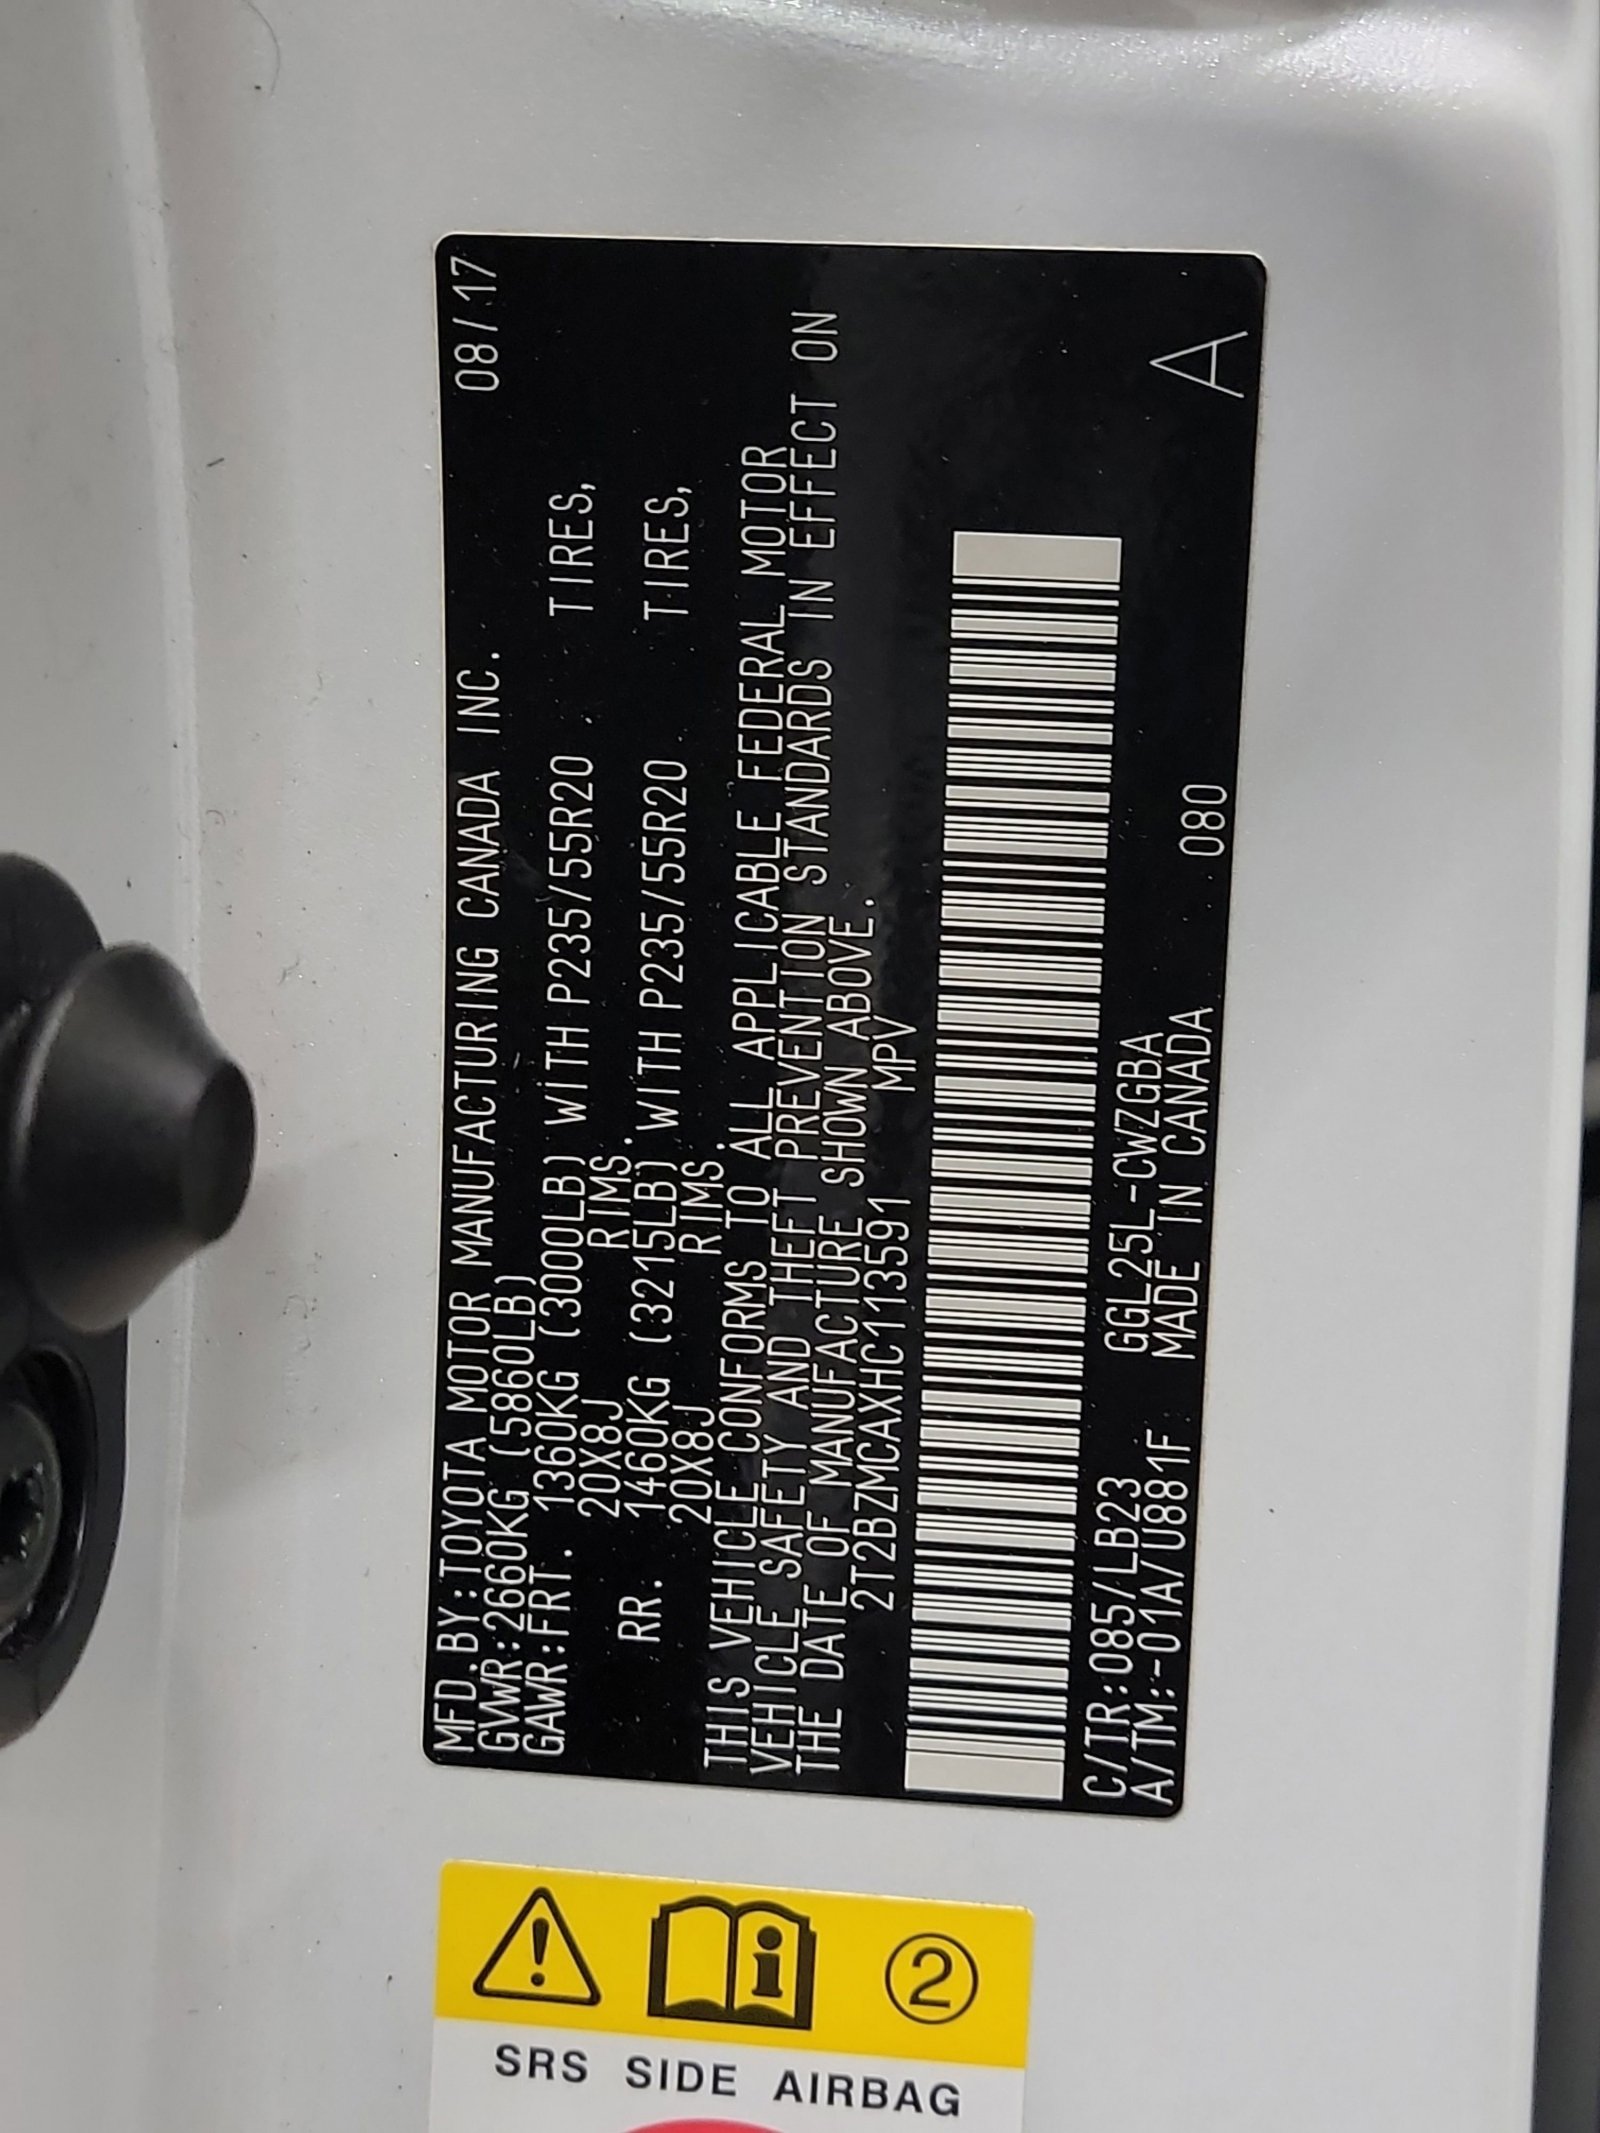 MFD.BY:TOYOTA MOTOR MANUFACTURING CANADA INC. 08/17
GVWR:2660KG (5860LB)
GAWR:FRT. 1360KG (3000LB) WITH P235/55R20 TIRES,
20X8J RIMS.
RR. 1460KG (3215LB) WITH P235/55R20 TIRES,
20X8J RIMS.
THIS VEHICLE CONFORMS TO ALL APPLICABLE FEDERAL MOTOR
VEHICLE SAFETY AND THEFT PREVENTION STANDARDS IN EFFECT ON
THE DATE OF MANUFACTURE SHOWN ABOVE.
2T2BZMCAXHC113591 MPV
C/TR:085/LB23 GGL25L-CWZGBA
A/TM:-01A/U881F MADE IN CANADA 080 A
2
SRS SIDE AIRBAG